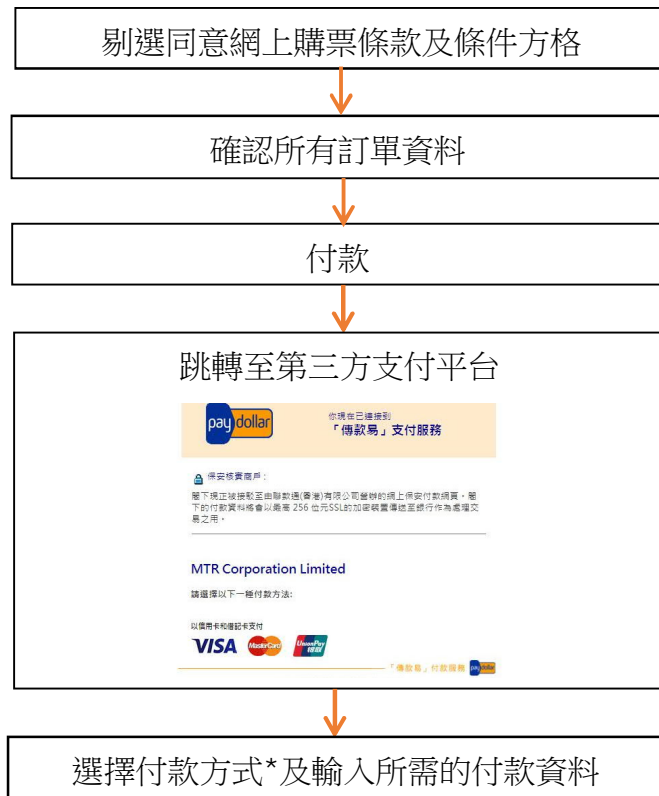 剔選同意網上購票條款及條件方格
確認所有訂單資料
付款
跳轉至第三方支付平台
paydollar
你現在已連接到
「傳款易」支付服務
保安核實商戶：
閣下現正被接駁至由聯款通(香港)有限公司營辦的網上保安付款網頁。閣
下的付款資料將會以最高 256 位元SSL的加密裝置傳送至銀行作為處理交
易之用。
MTR Corporation Limited
請選擇以下一種付款方法:
以信用卡和借記卡支付
VISA MasterCard UnionPay 银联
「傳款易」付款服務 paydollar
選擇付款方式*及輸入所需的付款資料